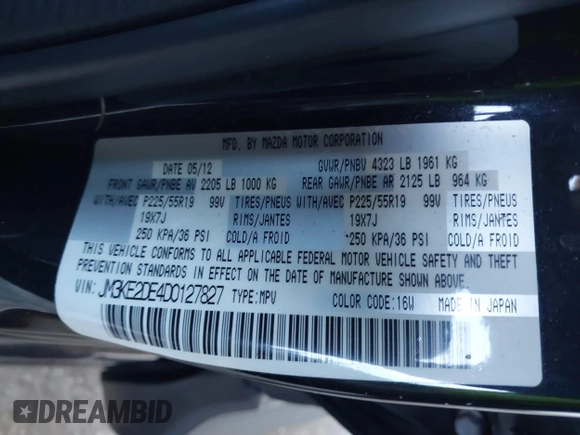 MFD. BY MAZDA MOTOR CORPORATION
DATE 05/12 GVWR/PNBV 4323 LB 1961 KG
FRONT GAWR/PNBE AV 2205 LB 1000 KG REAR GAWR/PNBE AR 2125 LB 964 KG
WITH/AVEC P225/55R19 99V TIRES/PNEUS WITH/AVEC P225/55R19 99V TIRES/PNEUS
19X7J RIMS/JANTES 19X7J RIMS/JANTES
250 KPA/36 PSI COLD/A FROID 250 KPA/36 PSI COLD/A FROID
THIS VEHICLE CONFORMS TO ALL APPLICABLE FEDERAL MOTOR VEHICLE SAFETY AND THEFT
PREVENTION STANDARDS IN EFFECT ON THE DATE OF MANUFACTURE SHOWN ABOVE.
VIN: JM3KE2DE4D0127827 TYPE:MPV COLOR CODE:16W MADE IN JAPAN
DREAMBID